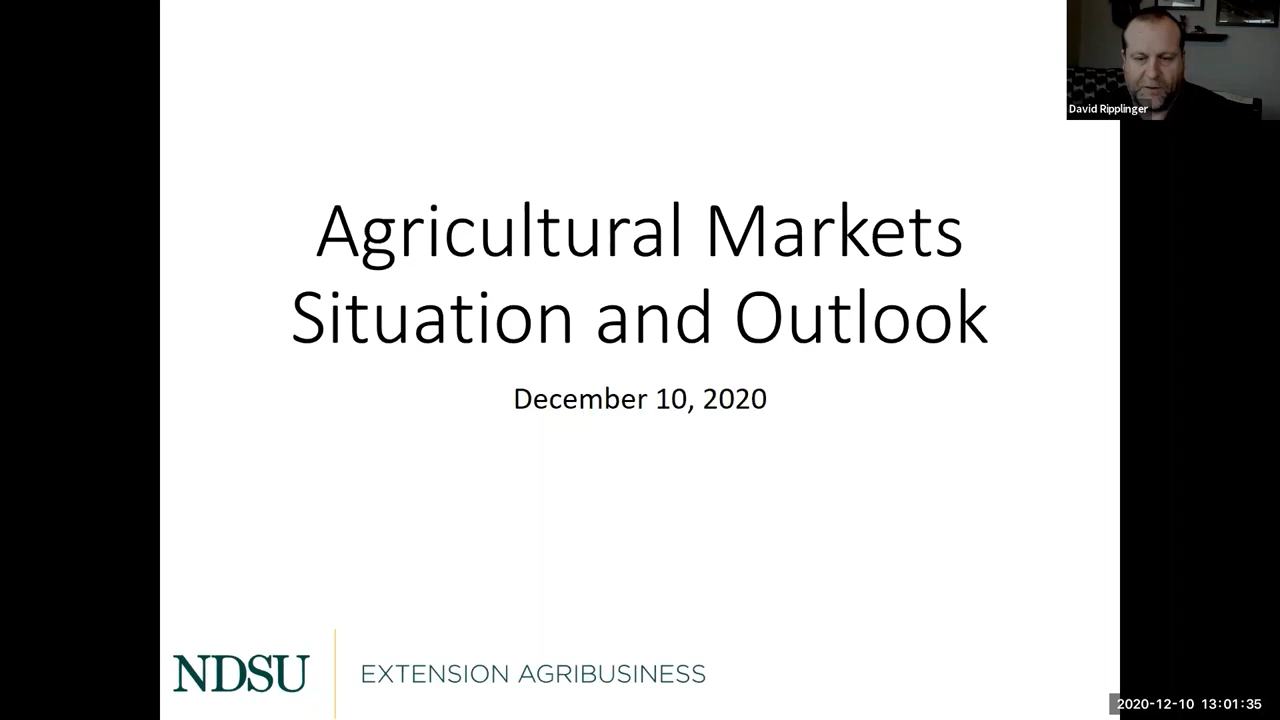 David Ripplinger
Agricultural Markets
Situation and Outlook
December 10, 2020
NDSU
EXTENSION AGRIBUSINESS
2020-12-10 13:01:35